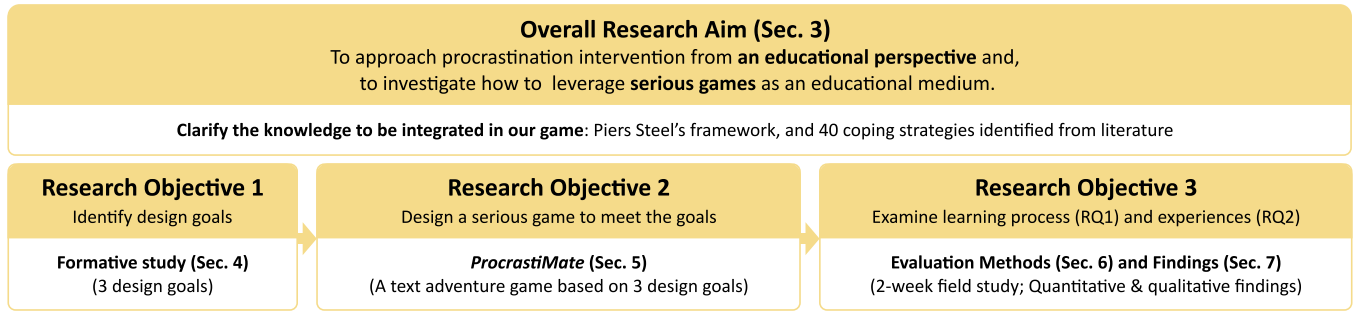 Overall Research Aim (Sec. 3)
To approach procrastination intervention from an educational perspective and,
to investigate how to leverage serious games as an educational medium.
Clarify the knowledge to be integrated in our game: Piers Steel's framework, and 40 coping strategies identified from literature
Research Objective 1
Identify design goals
Formative study (Sec. 4)
(3 design goals)
Research Objective 2
Design a serious game to meet the goals
ProcrastiMate (Sec. 5)
(A text adventure game based on 3 design goals)
Research Objective 3
Examine learning process (RQ1) and experiences (RQ2)
Evaluation Methods (Sec. 6) and Findings (Sec. 7)
(2-week field study; Quantitative & qualitative findings)